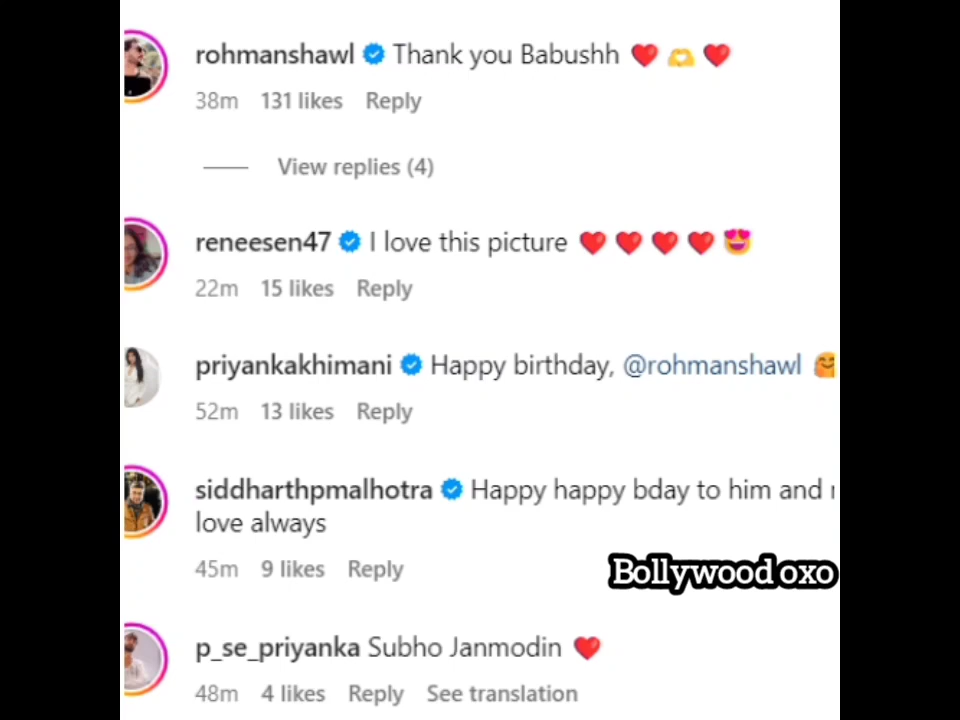 rohmanshawl Thank you Babushh ❤️ 🫶 ❤️
38m 131 likes Reply
View replies (4)
reneesen47 I love this picture ❤️ ❤️ ❤️ ❤️ 😍
22m 15 likes Reply
priyankakhimani Happy birthday, @rohmanshawl 🤗
52m 13 likes Reply
siddharthpmalhotra Happy happy bday to him and
love always
45m 9 likes Reply
Bollywood oxo
p_se_priyanka Subho Janmodin ❤️
48m 4 likes Reply See translation